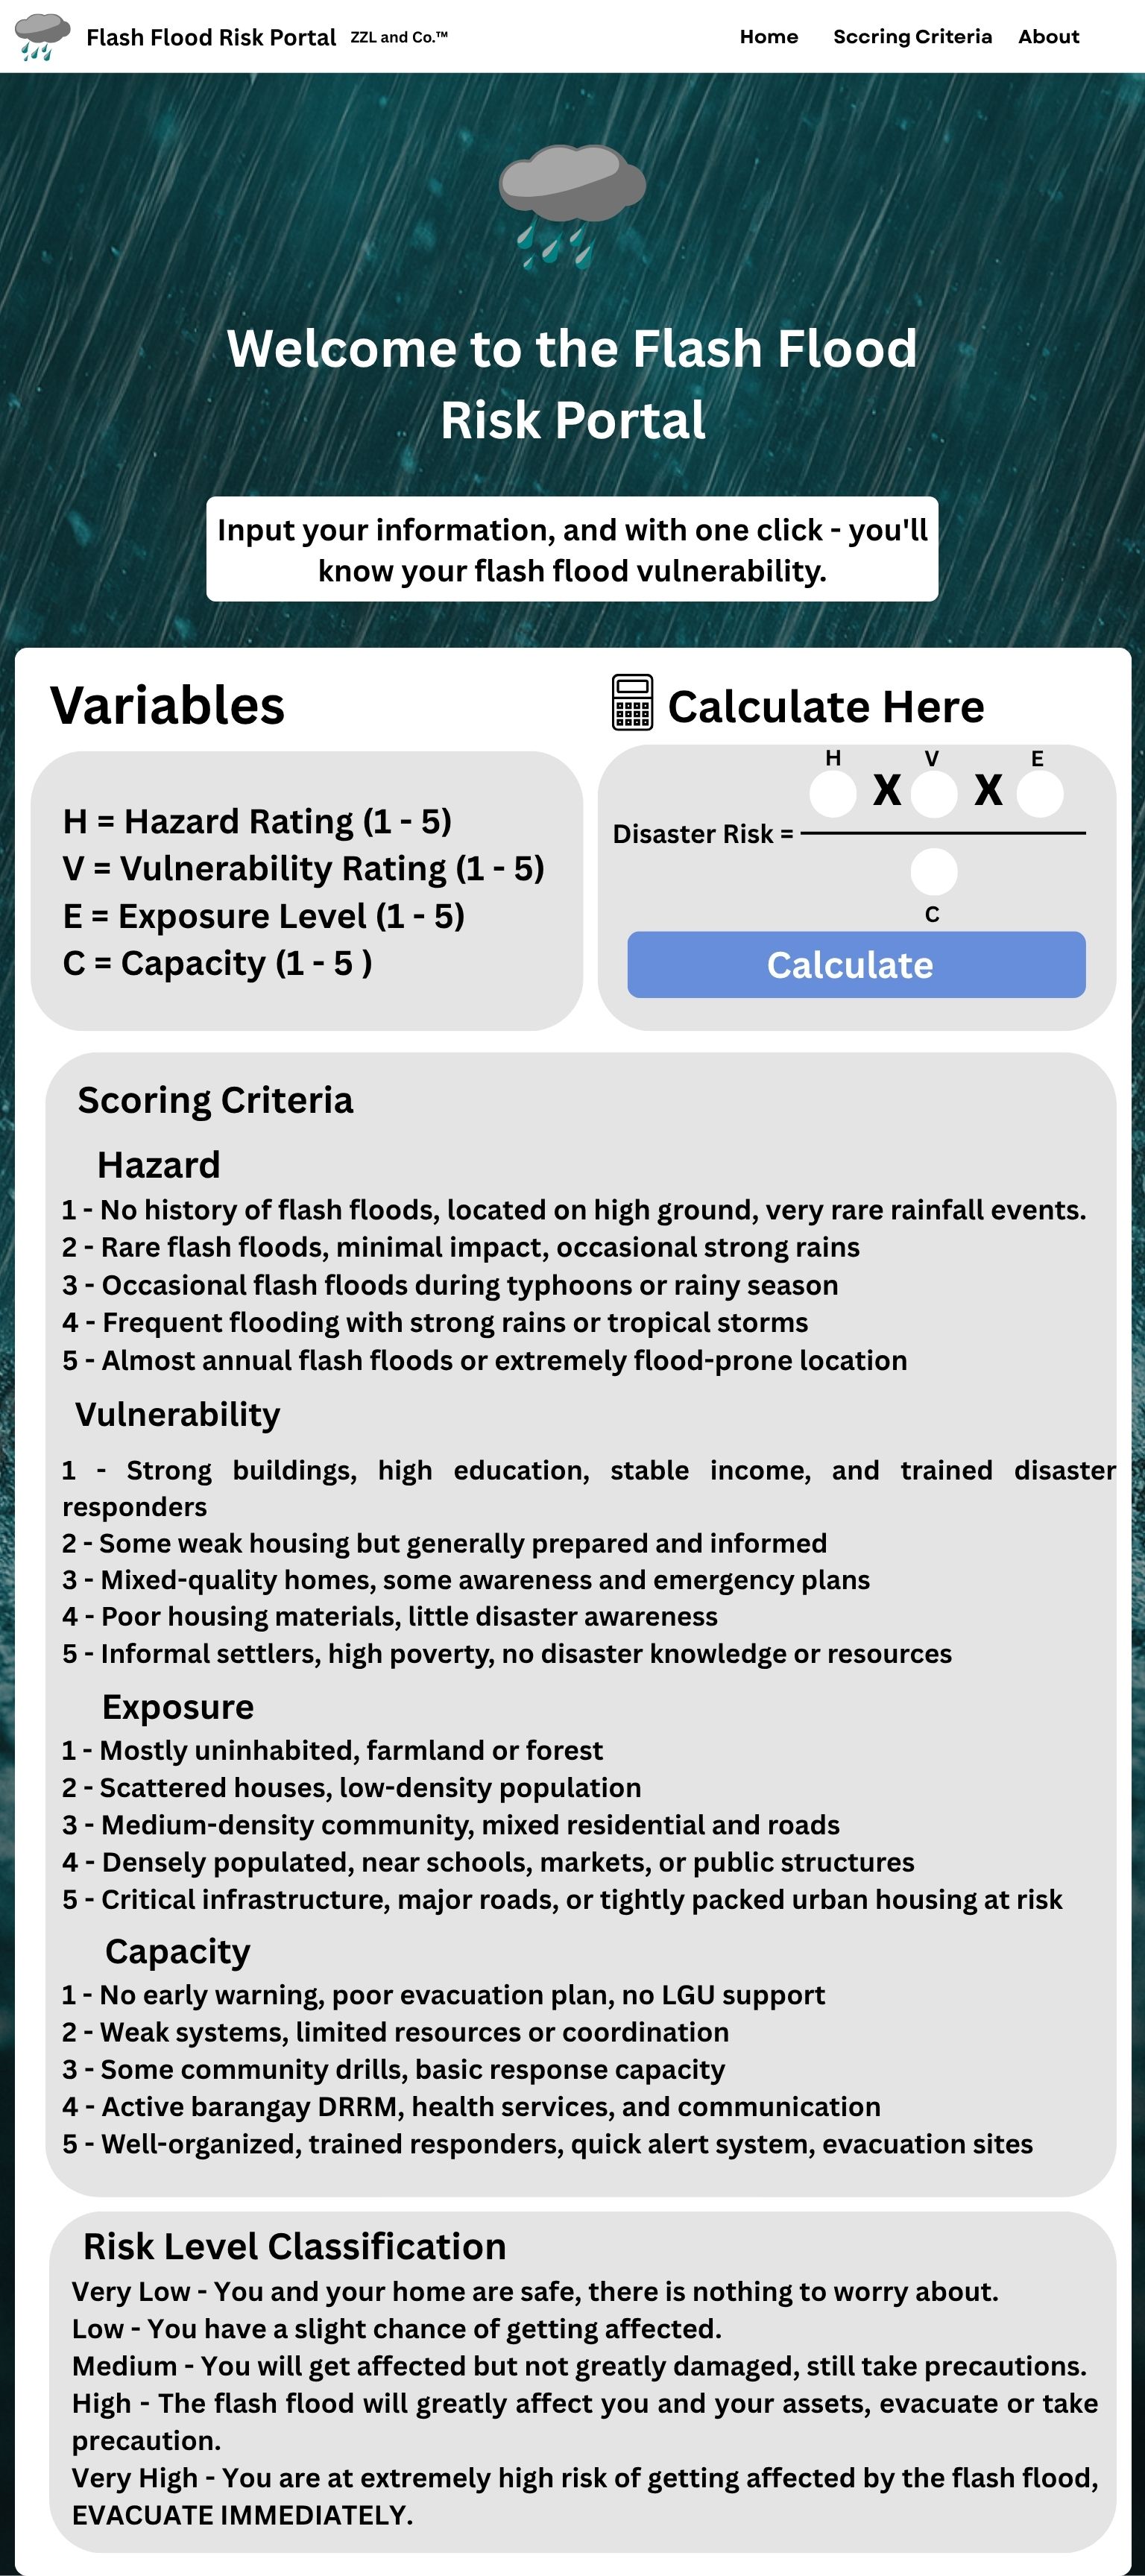 Flash Flood Risk Portal ZZL and Co.™
Home Sccring Criteria About
Welcome to the Flash Flood
Risk Portal
Input your information, and with one click - you'll
know your flash flood vulnerability.
Variables
H = Hazard Rating (1 - 5)
V = Vulnerability Rating (1 - 5)
E = Exposure Level (1 - 5)
C = Capacity (1 - 5 )
Calculate Here
H V E
X X
Disaster Risk =
C
Calculate
Scoring Criteria
Hazard
1 - No history of flash floods, located on high ground, very rare rainfall events.
2 - Rare flash floods, minimal impact, occasional strong rains
3 - Occasional flash floods during typhoons or rainy season
4 - Frequent flooding with strong rains or tropical storms
5 - Almost annual flash floods or extremely flood-prone location
Vulnerability
1 - Strong buildings, high education, stable income, and trained disaster
responders
2 - Some weak housing but generally prepared and informed
3 - Mixed-quality homes, some awareness and emergency plans
4 - Poor housing materials, little disaster awareness
5 - Informal settlers, high poverty, no disaster knowledge or resources
Exposure
1 - Mostly uninhabited, farmland or forest
2 - Scattered houses, low-density population
3 - Medium-density community, mixed residential and roads
4 - Densely populated, near schools, markets, or public structures
5 - Critical infrastructure, major roads, or tightly packed urban housing at risk
Capacity
1 - No early warning, poor evacuation plan, no LGU support
2 - Weak systems, limited resources or coordination
3 - Some community drills, basic response capacity
4 - Active barangay DRRM, health services, and communication
5 - Well-organized, trained responders, quick alert system, evacuation sites
Risk Level Classification
Very Low - You and your home are safe, there is nothing to worry about.
Low - You have a slight chance of getting affected.
Medium - You will get affected but not greatly damaged, still take precautions.
High - The flash flood will greatly affect you and your assets, evacuate or take
precaution.
Very High - You are at extremely high risk of getting affected by the flash flood,
EVACUATE IMMEDIATELY.